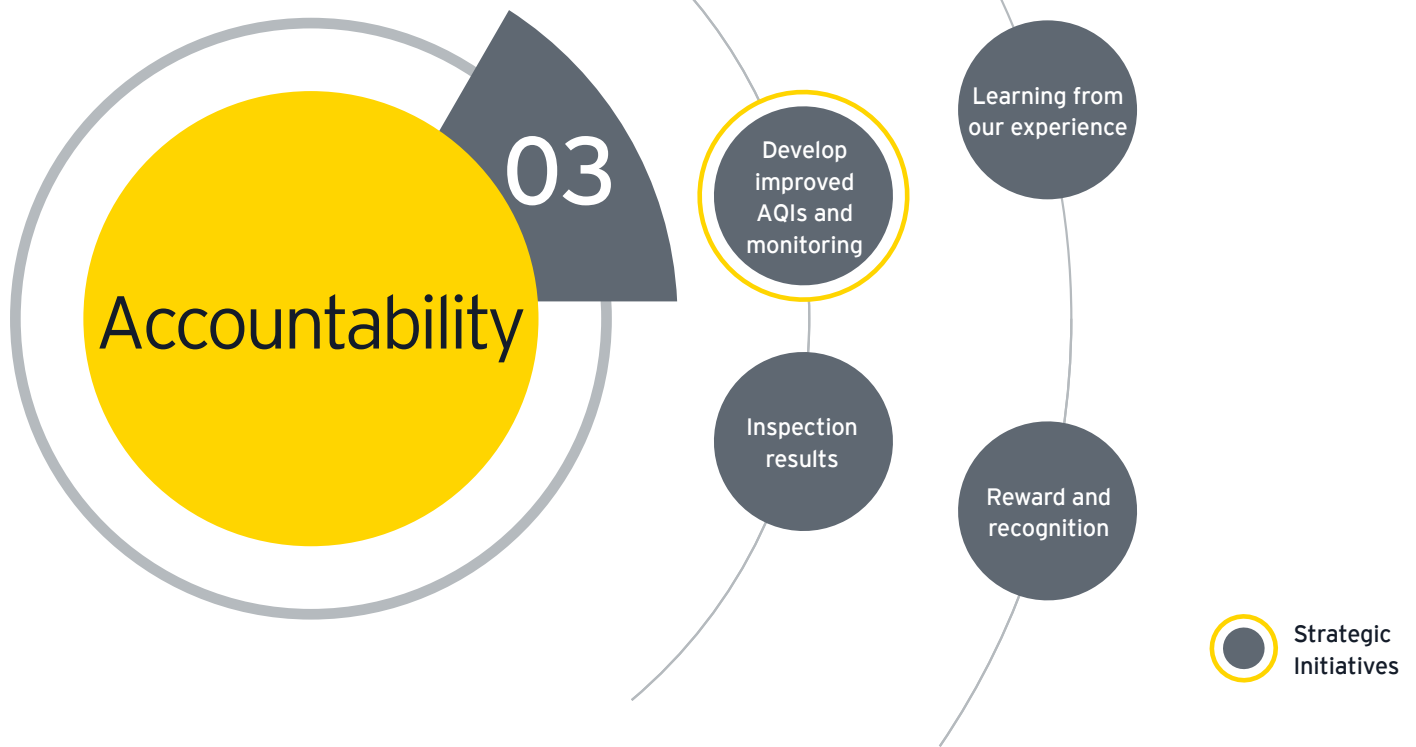 Accountability
03
Develop
improved
AQIs and
monitoring
Inspection
results
Learning from
our experience
Reward and
recognition
Strategic
Initiatives